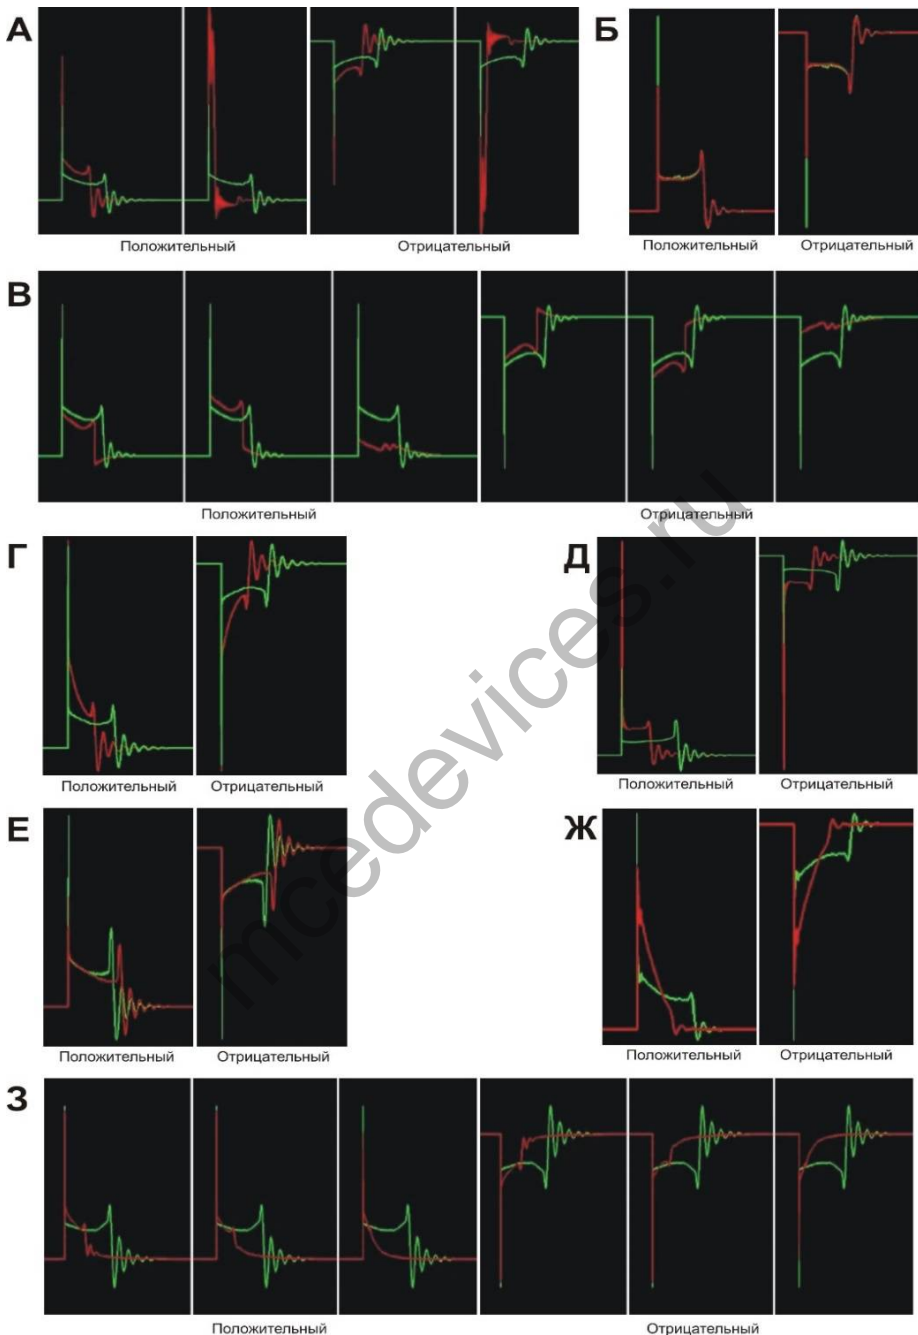 А
Б
Положительный
Отрицательный
Положительный
Отрицательный
В
Положительный
Отрицательный
Г
Д
Положительный
Отрицательный
Положительный
Отрицательный
Е
Ж
Положительный
Отрицательный
Положительный
Отрицательный
З
Положительный
Отрицательный
mcedevices.ru